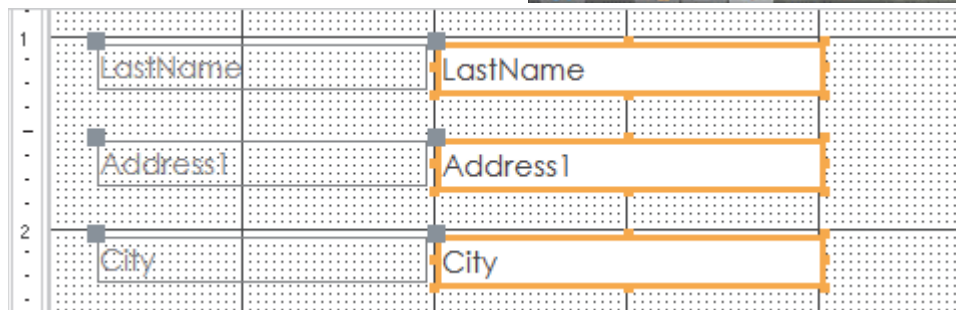 1
LastName LastName
Address1 Address1
2
City City